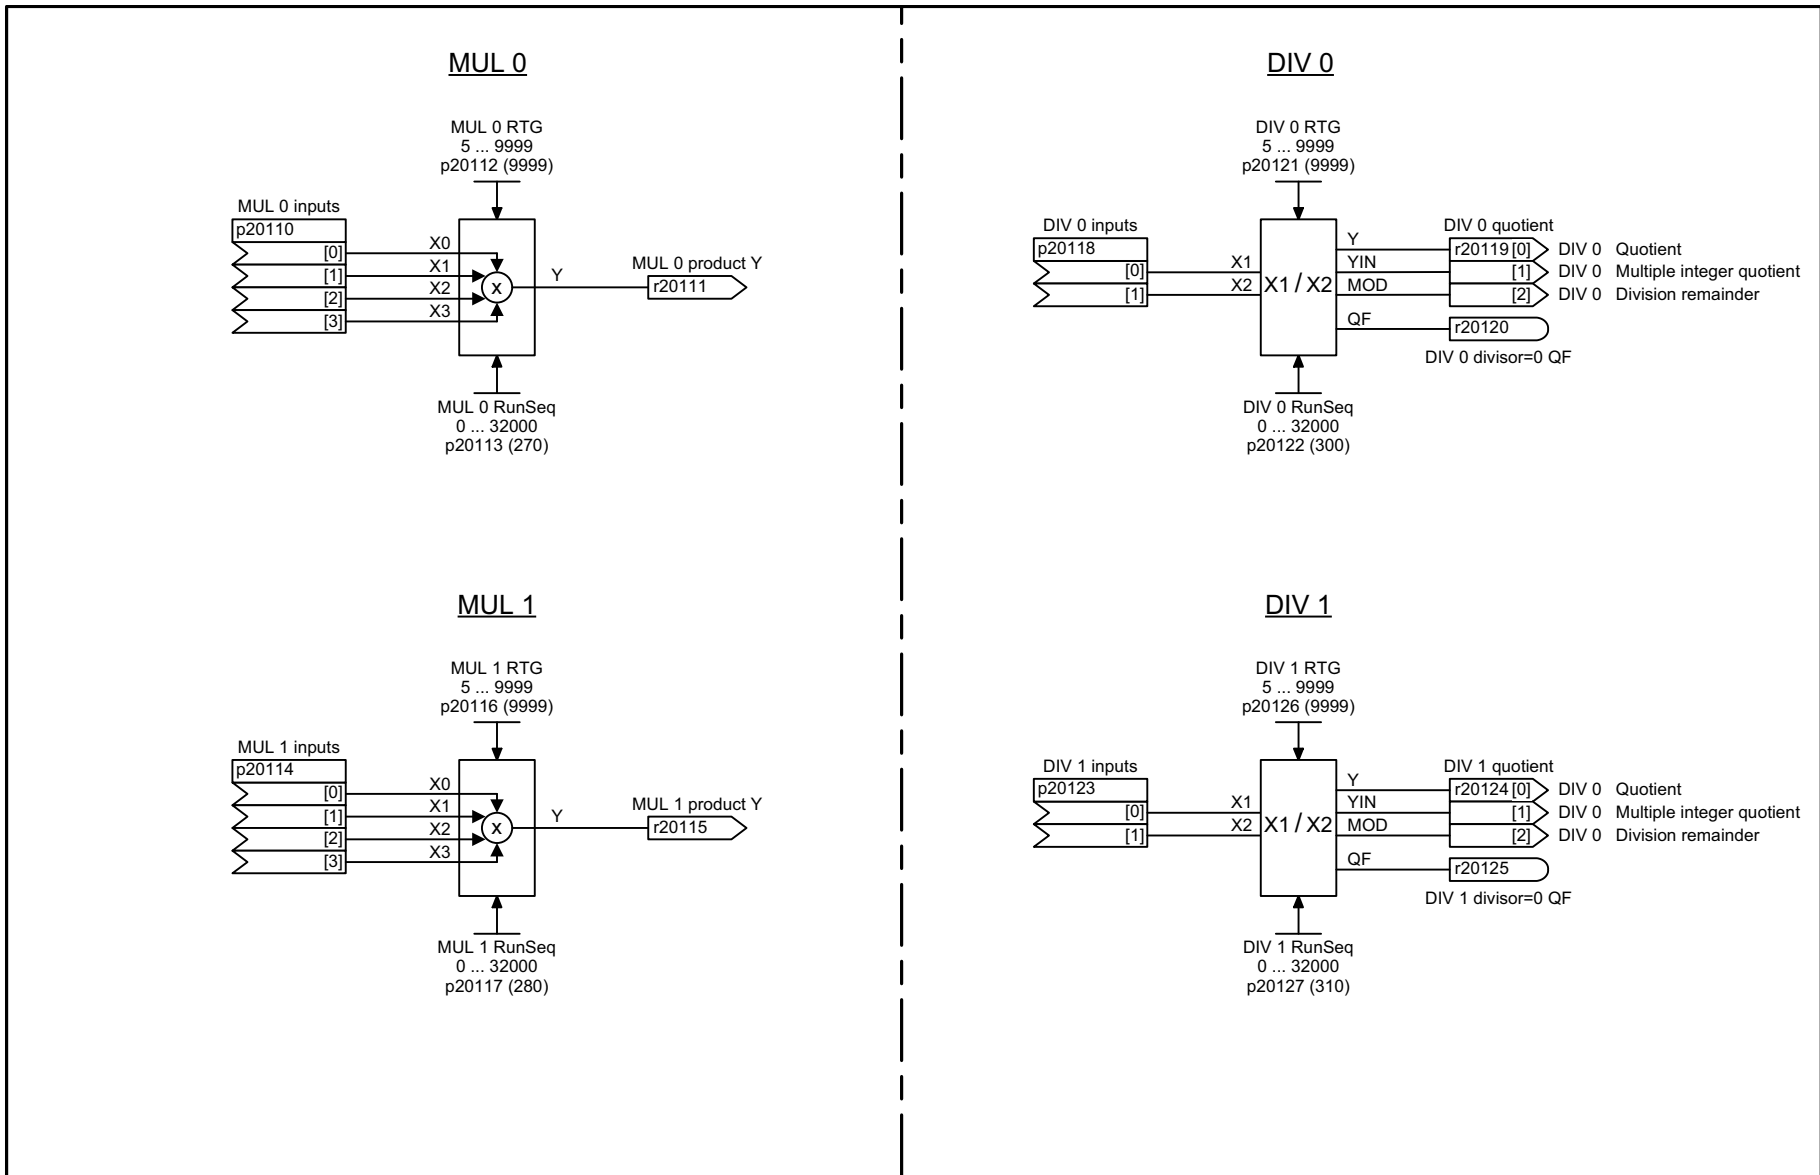 MUL 0
MUL 0 RTG
5 ... 9999
p20112 (9999)
MUL 0 inputs
p20110
[0]
[1]
[2]
[3]
X0
X1
X2
X3
x
Y
MUL 0 product Y
r20111
MUL 0 RunSeq
0 ... 32000
p20113 (270)
DIV 0
DIV 0 RTG
5 ... 9999
p20121 (9999)
DIV 0 inputs
p20118
[0]
[1]
X1
X2
X1 / X2
Y
YIN
MOD
QF
DIV 0 quotient
r20119 [0] DIV 0 Quotient
[1] DIV 0 Multiple integer quotient
[2] DIV 0 Division remainder
r20120
DIV 0 divisor=0 QF
DIV 0 RunSeq
0 ... 32000
p20122 (300)
MUL 1
MUL 1 RTG
5 ... 9999
p20116 (9999)
MUL 1 inputs
p20114
[0]
[1]
[2]
[3]
X0
X1
X2
X3
x
Y
MUL 1 product Y
r20115
MUL 1 RunSeq
0 ... 32000
p20117 (280)
DIV 1
DIV 1 RTG
5 ... 9999
p20126 (9999)
DIV 1 inputs
p20123
[0]
[1]
X1
X2
X1 / X2
Y
YIN
MOD
QF
DIV 1 quotient
r20124 [0] DIV 0 Quotient
[1] DIV 0 Multiple integer quotient
[2] DIV 0 Division remainder
r20125
DIV 1 divisor=0 QF
DIV 1 RunSeq
0 ... 32000
p20127 (310)